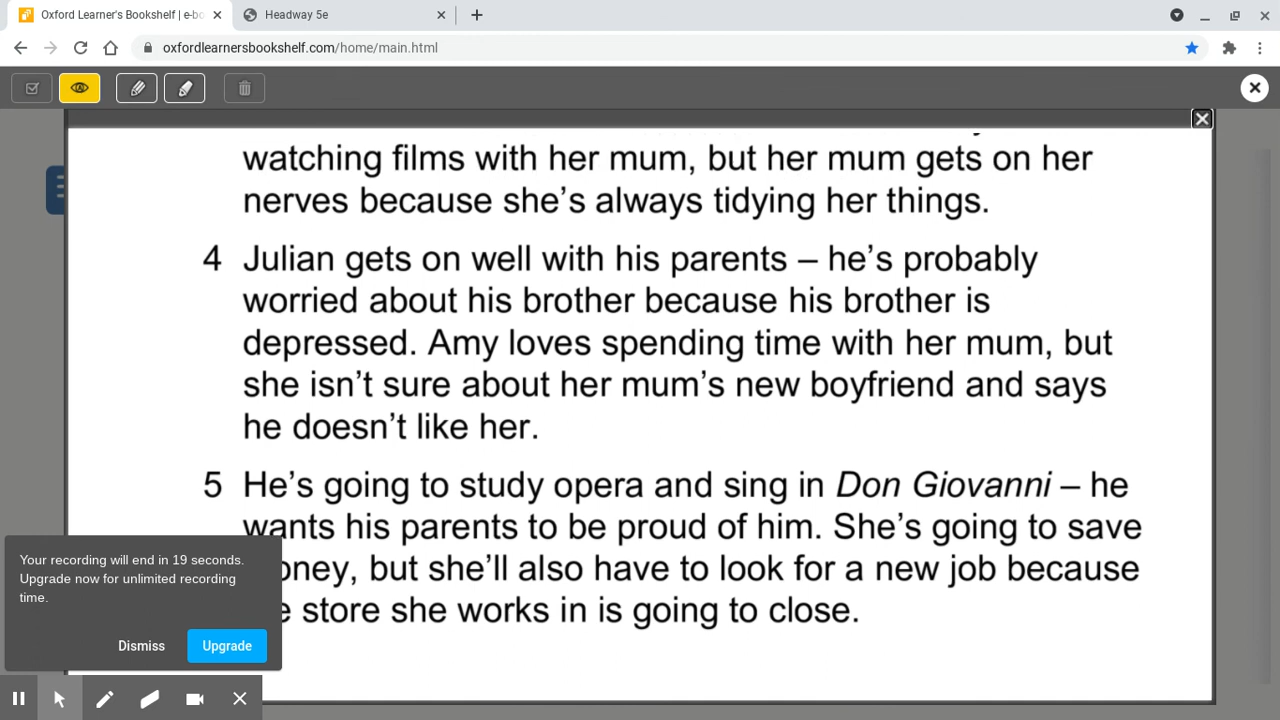 Oxford Learner's Bookshelf | e-bo
Headway 5e
oxfordlearnersbookshelf.com/home/main.html
watching films with her mum, but her mum gets on her
nerves because she's always tidying her things.
4 Julian gets on well with his parents – he's probably
worried about his brother because his brother is
depressed. Amy loves spending time with her mum, but
she isn't sure about her mum's new boyfriend and says
he doesn't like her.
5 He's going to study opera and sing in Don Giovanni – he
wants his parents to be proud of him. She's going to save
oney, but she'll also have to look for a new job because
e store she works in is going to close.
Your recording will end in 19 seconds.
Upgrade now for unlimited recording
time.
Dismiss
Upgrade